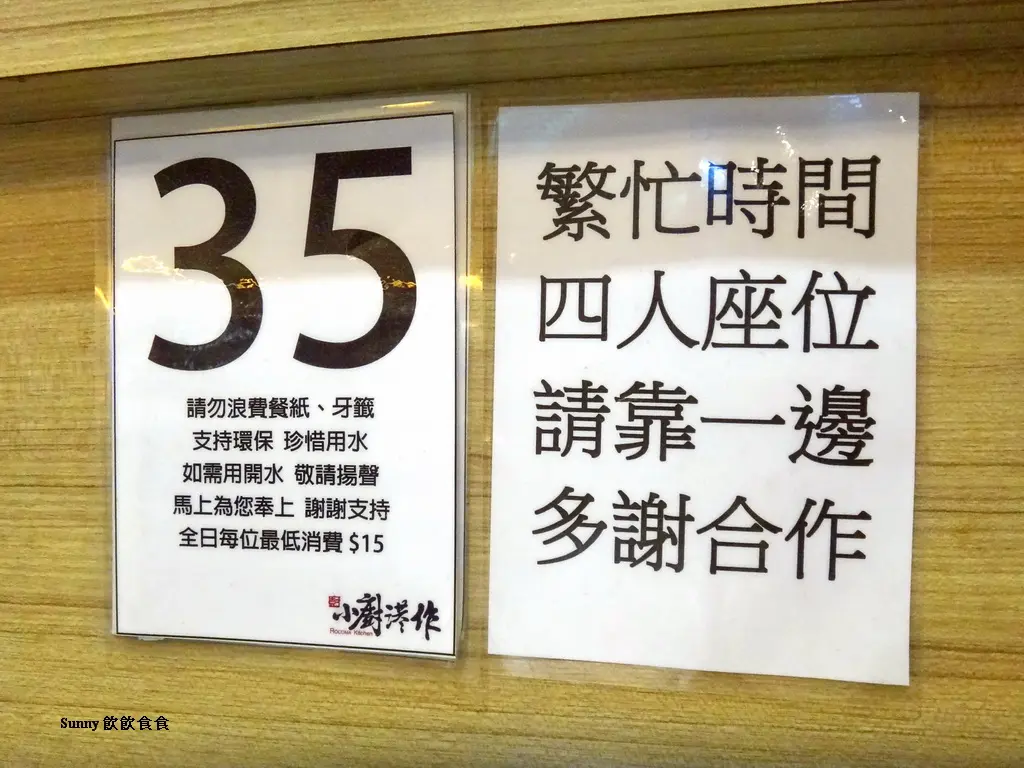 35
請勿浪費餐紙、牙籤
支持環保 珍惜用水
如需用開水 敬請揚聲
馬上為您奉上 謝謝支持
全日每位最低消費 $15
小廚港作
繁忙時間
四人座位
請靠一邊
多謝合作
Sunny 飲飲食食